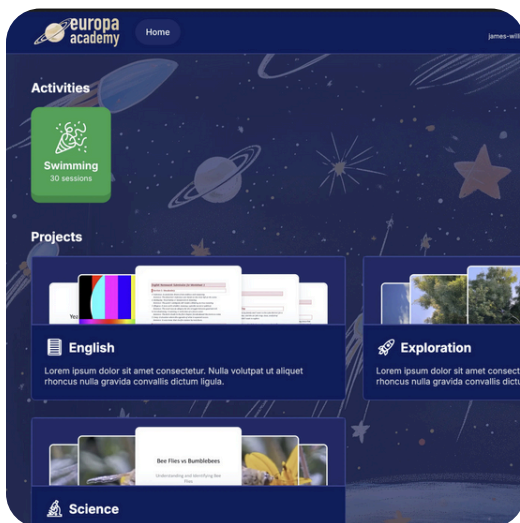 europa
academy
Home
james-will
Activities
Swimming
30 sessions
Projects
English
Lorem ipsum dolor sit amet consectetur. Nulla volutpat ut aliquet
rhoncus nulla gravida convallis dictum ligula.
Exploration
Lorem ipsum dolor sit amet
rhoncus nulla gravida convallis
Bee Flies vs Bumblebees
Understanding and Identifying Bee
Flies
Science